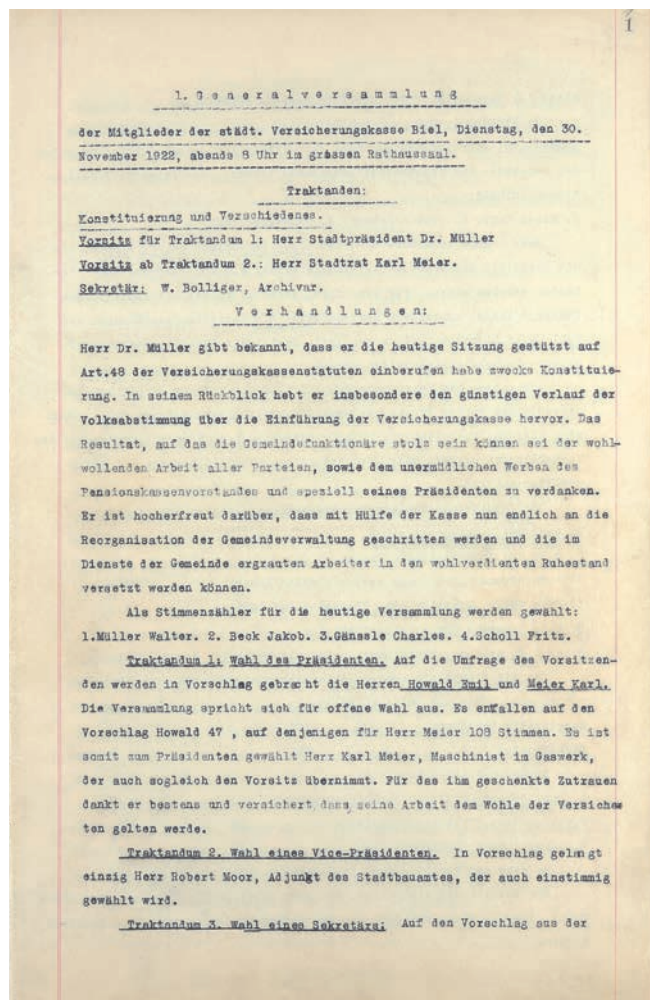 1
1. Generalversammlung
der Mitglieder der städt. Versicherungskasse Biel, Dienstag, den 30.
November 1922, abends 8 Uhr im grossen Rathaussaal.
Traktanden:
Konstituierung und Verschiedenes.
Vorsitz für Traktandum 1: Herr Stadtpräsident Dr. Müller
Vorsitz ab Traktandum 2.: Herr Stadtrat Karl Meier.
Sekretär: W. Bolliger, Archivar.
Verhandlungen:
Herr Dr. Müller gibt bekannt, dass er die heutige Sitzung gestützt auf
Art.48 der Versicherungskassenstatuten einberufen habe zwecks Konstituie-
rung. In seinem Rückblick hebt er insbesondere den günstigen Verlauf der
Volksabstimmung über die Einführung der Versicherungskasse hervor. Das
Resultat, auf das die Gemeindefunktionäre stolz sein können sei der wohl-
wollenden Arbeit aller Parteien, sowie dem unermüdlichen Werben des
Pensionskassenvorstandes und speziell seines Präsidenten zu verdanken.
Er ist hocherfreut darüber, dass mit Hülfe der Kasse nun endlich an die
Reorganisation der Gemeindeverwaltung geschritten werden und die im
Dienste der Gemeinde ergrauten Arbeiter in den wohlverdienten Ruhestand
versetzt werden können.
Als Stimmenzähler für die heutige Versammlung werden gewählt:
1.Müller Walter. 2. Beck Jakob. 3.Gänssle Charles. 4.Scholl Fritz.
Traktandum 1: Wahl des Präsidenten. Auf die Umfrage des Vorsitzen-
den werden in Vorschlag gebracht die Herren Howald Emil und Meier Karl.
Die Versammlung spricht sich für offene Wahl aus. Es entfallen auf den
Vorschlag Howald 47 , auf denjenigen für Herr Meier 108 Stimmen. Es ist
somit zum Präsidenten gewählt Herr Karl Meier, Maschinist im Gaswerk,
der auch sogleich den Vorsitz übernimmt. Für das ihm geschenkte Zutrauen
dankt er bestens und versichert, dass seine Arbeit dem Wohle der Versicher
ten gelten werde.
Traktandum 2. Wahl eines Vice-Präsidenten. In Vorschlag gelangt
einzig Herr Robert Moor, Adjunkt des Stadtbauamtes, der auch einstimmig
gewählt wird.
Traktandum 3. Wahl eines Sekretärs: Auf den Vorschlag aus der